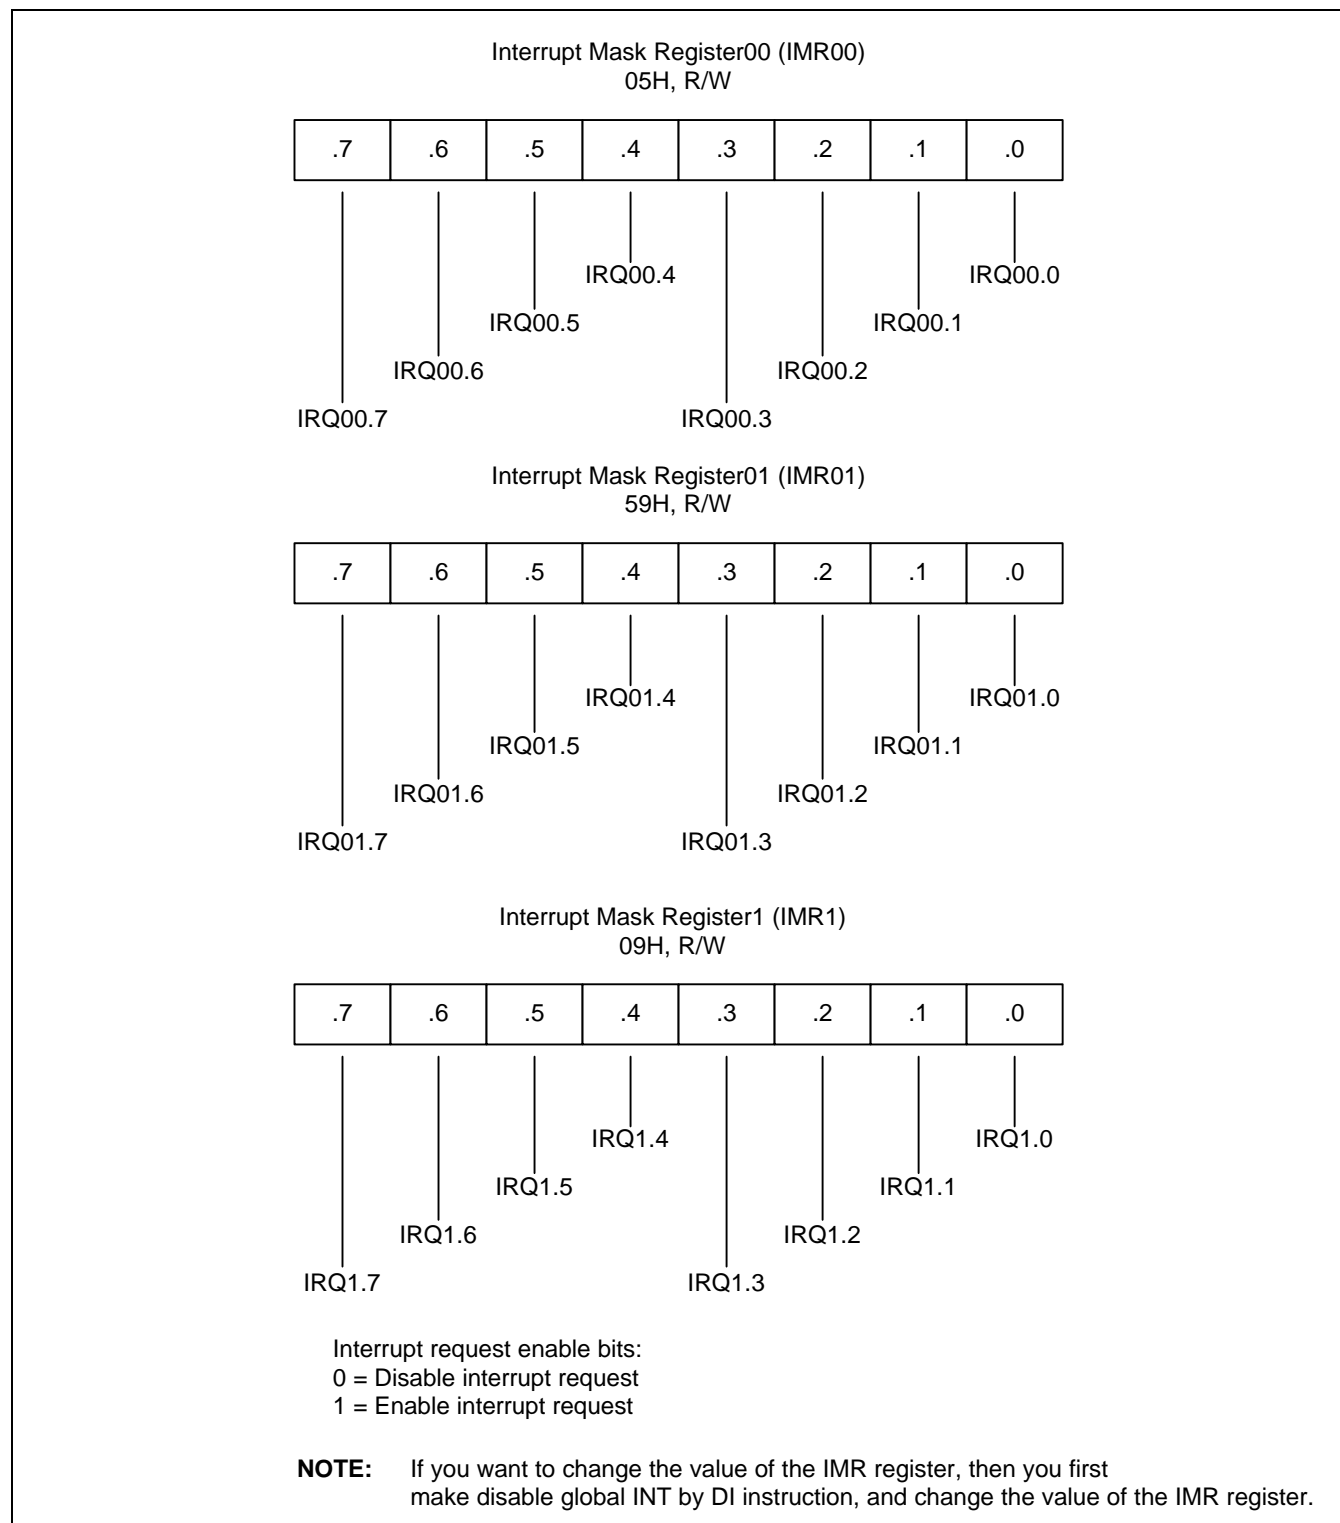 Interrupt Mask Register00 (IMR00)
05H, R/W
.7 .6 .5 .4 .3 .2 .1 .0
IRQ00.4 IRQ00.0
IRQ00.5 IRQ00.1
IRQ00.6 IRQ00.2
IRQ00.7 IRQ00.3
Interrupt Mask Register01 (IMR01)
59H, R/W
.7 .6 .5 .4 .3 .2 .1 .0
IRQ01.4 IRQ01.0
IRQ01.5 IRQ01.1
IRQ01.6 IRQ01.2
IRQ01.7 IRQ01.3
Interrupt Mask Register1 (IMR1)
09H, R/W
.7 .6 .5 .4 .3 .2 .1 .0
IRQ1.4 IRQ1.0
IRQ1.5 IRQ1.1
IRQ1.6 IRQ1.2
IRQ1.7 IRQ1.3
Interrupt request enable bits:
0 = Disable interrupt request
1 = Enable interrupt request
NOTE: If you want to change the value of the IMR register, then you first
make disable global INT by DI instruction, and change the value of the IMR register.